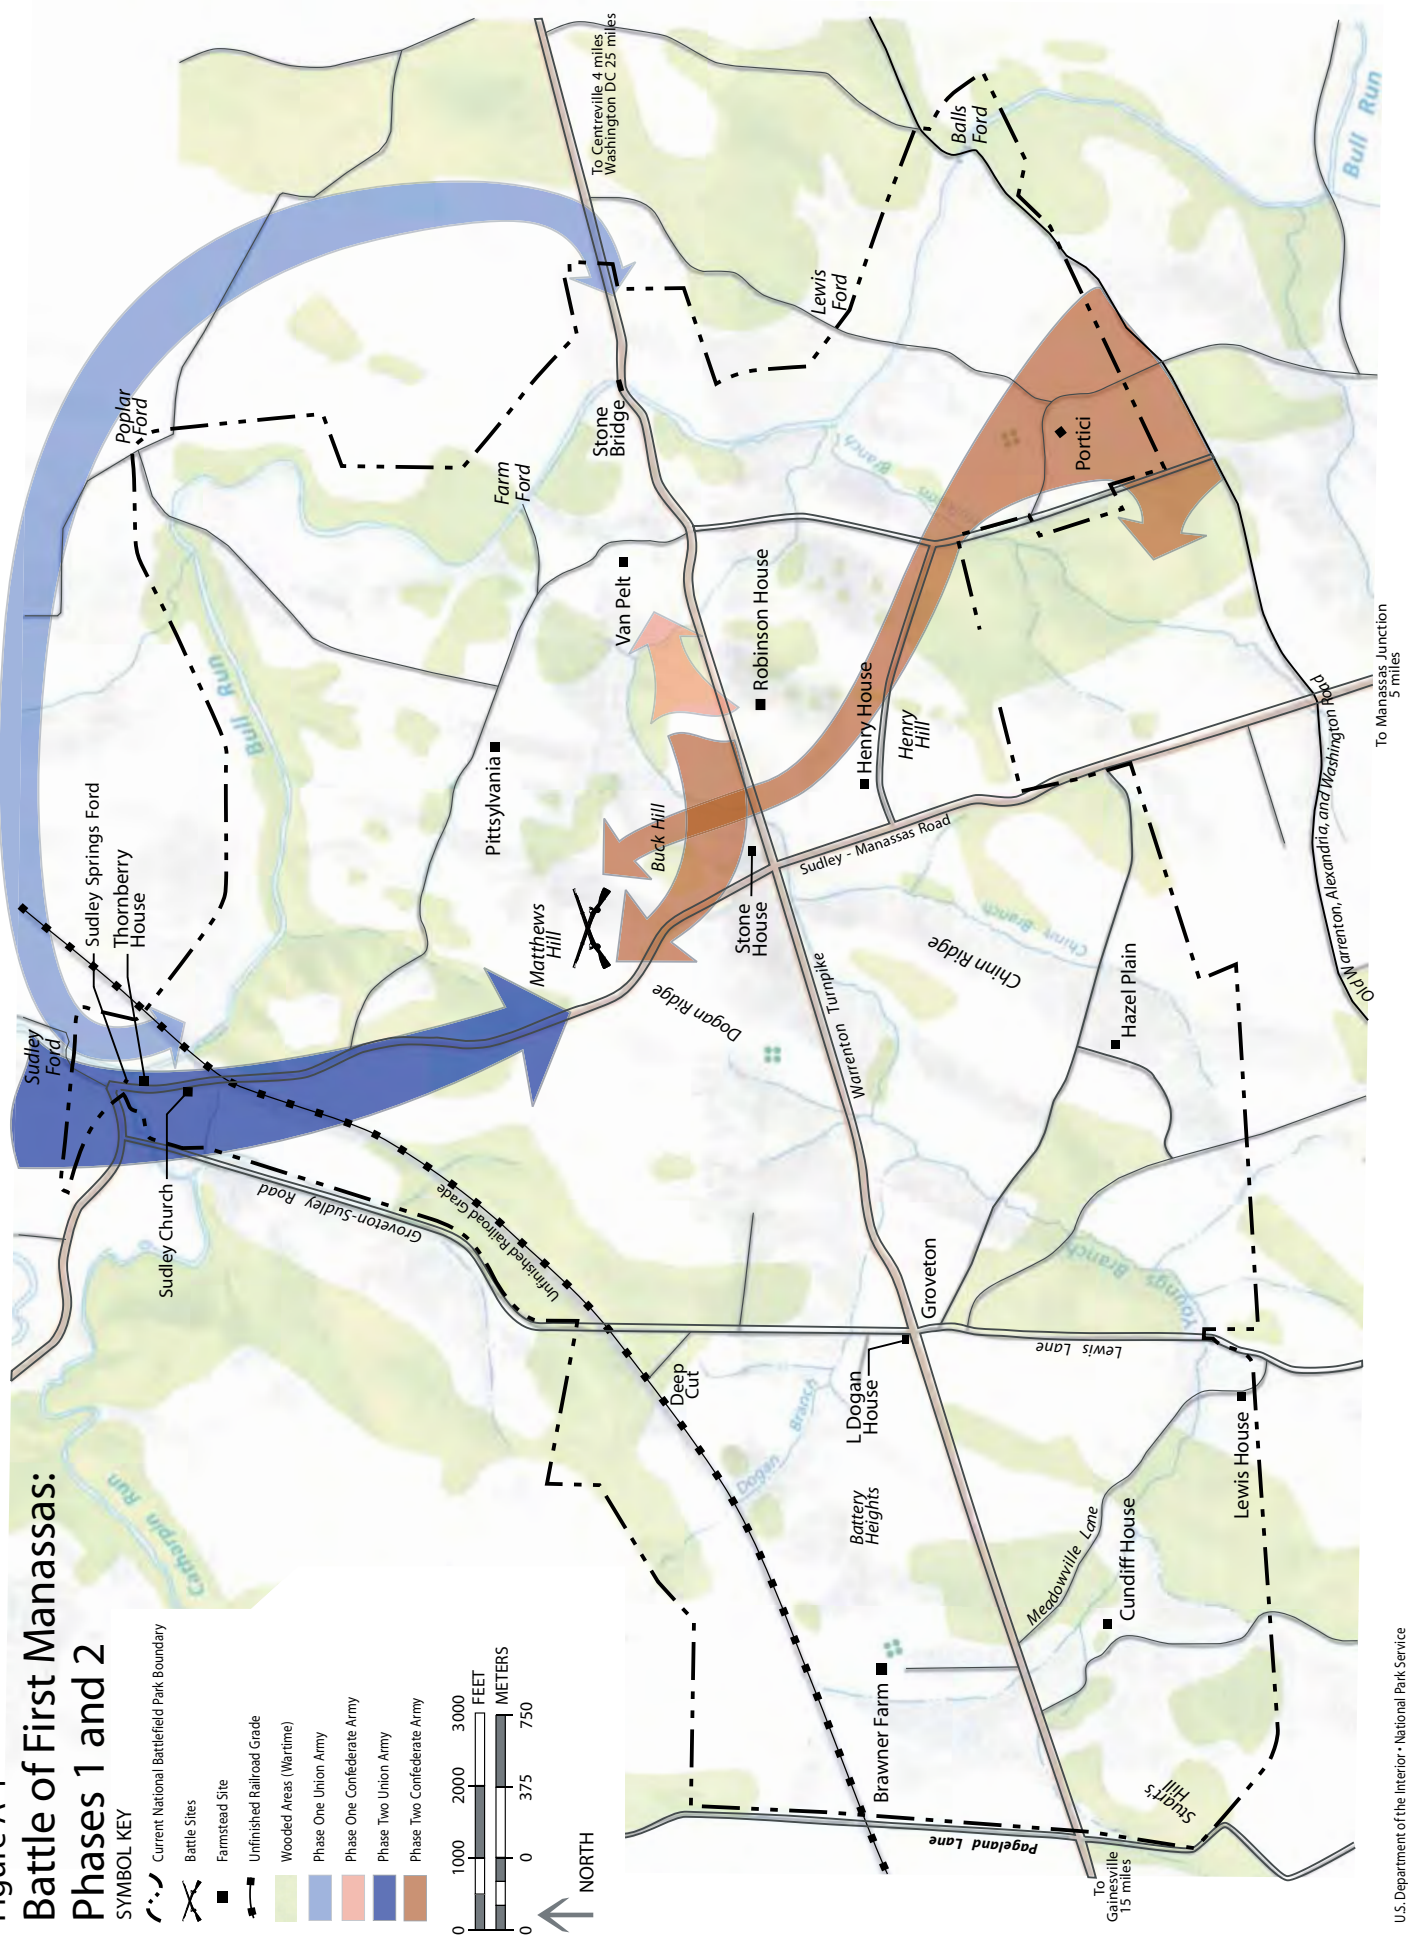 Battle of First Manassas:
Phases 1 and 2
SYMBOL KEY
Current National Battlefield Park Boundary
Battle Sites
Farmstead Site
Unfinished Railroad Grade
Wooded Areas (Wartime)
Phase One Union Army
Phase One Confederate Army
Phase Two Union Army
Phase Two Confederate Army
0 1000 2000 3000
FEET
METERS
0 0 375 750
NORTH
Catharpin Run
Sudley Church
Sudley
Ford
Sudley Springs Ford
Thornberry
House
Bull Run
Poplar
Ford
Groveton-Sudley Road
Unfinished Railroad Grade
Matthews
Hill
Pittsylvania
Farm
Ford
Stone
Bridge
To Centreville 4 miles
Washington DC 25 miles
Deep
Cut
Dogan Ridge
Buck Hill
Van Pelt
Stone
House
Robinson House
Dogan Branch
L Dogan
House
Battery
Heights
Warrenton Turnpike
Sudley - Manassas Road
Henry House
Henry
Hill
Lewis
Ford
Balls
Ford
Brawner Farm
Groveton
Chinn Ridge
Chinn Branch
Branch
Portici
Pageland Lane
Meadowville Lane
Lewis Lane
Youngs Branch
Hazel Plain
Cundiff House
Lewis House
Stuart's
Hill
To
Gainesville
15 miles
Old Warrenton, Alexandria, and Washington Road
To Manassas Junction
5 miles
Bull Run
U.S. Department of the Interior • National Park Service